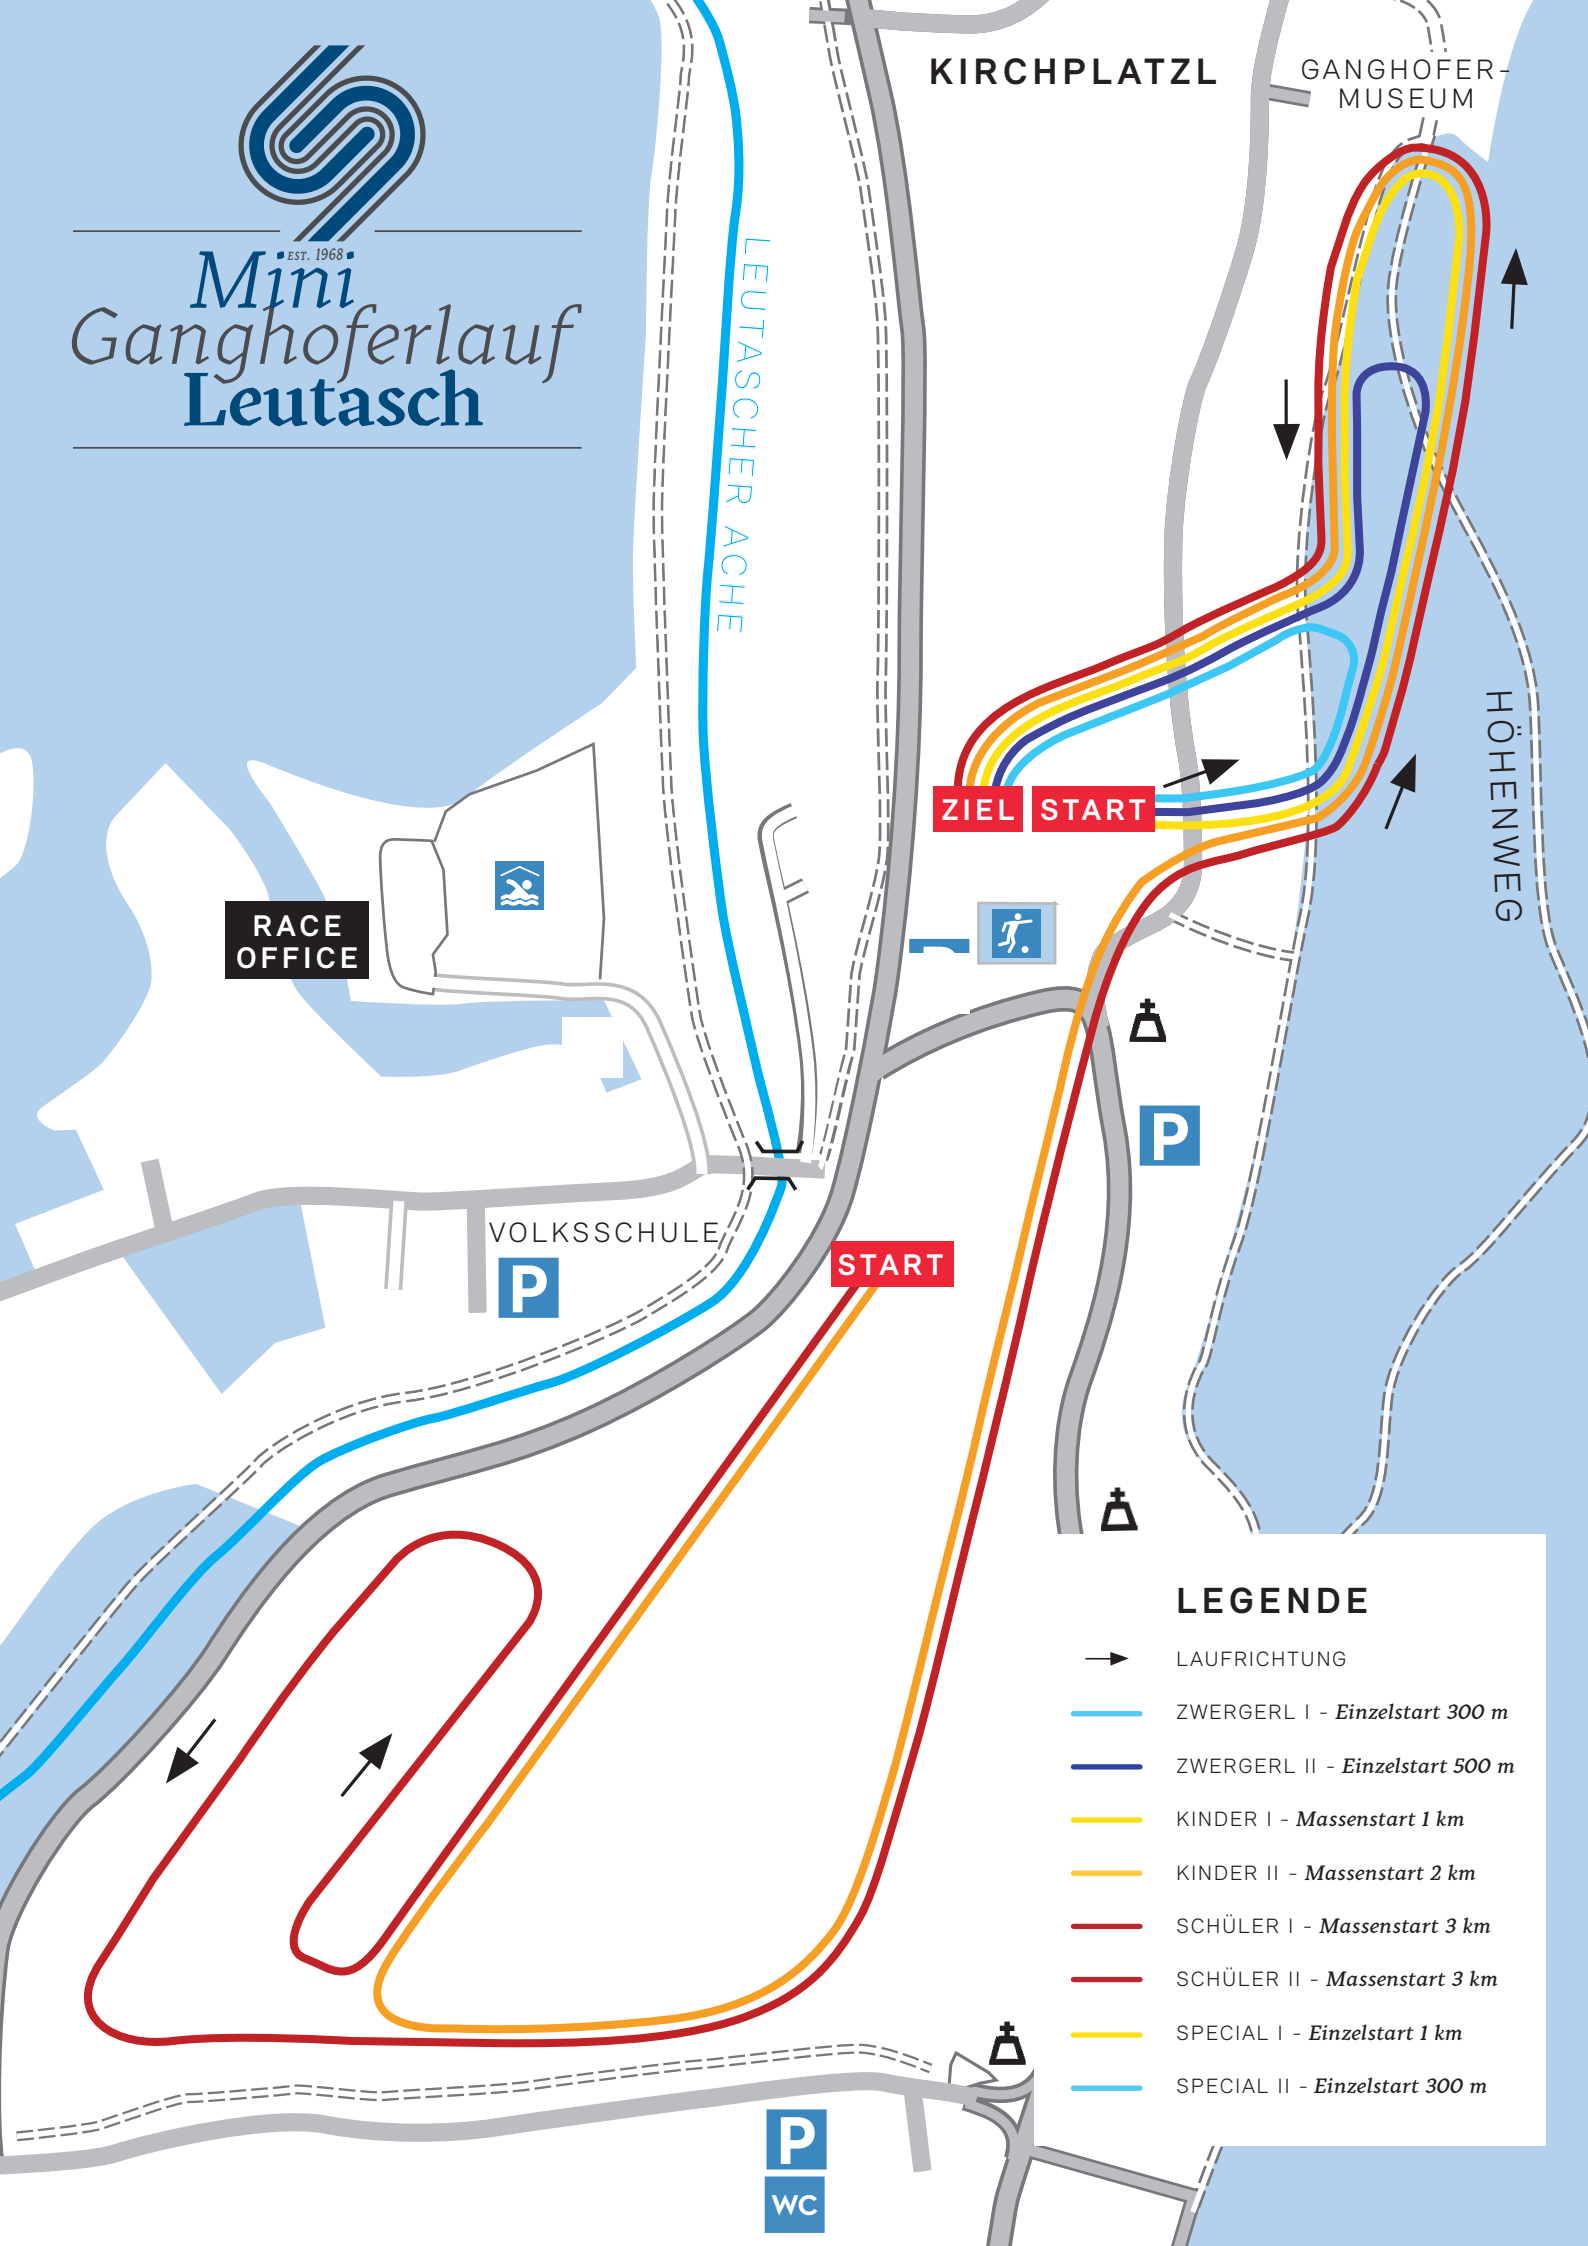 EST. 1968
Mini
Ganghoferlauf
Leutasch
KIRCHPLATZL
GANGHOFER-
MUSEUM
LEUTASCHER ACHE
HÖHENWEG
ZIEL
START
RACE
OFFICE
P
VOLKSSCHULE
P
START
LEGENDE
LAUFRICHTUNG
ZWERGERL I - Einzelstart 300 m
ZWERGERL II - Einzelstart 500 m
KINDER I - Massenstart 1 km
KINDER II - Massenstart 2 km
SCHÜLER I - Massenstart 3 km
SCHÜLER II - Massenstart 3 km
SPECIAL I - Einzelstart 1 km
SPECIAL II - Einzelstart 300 m
P
WC